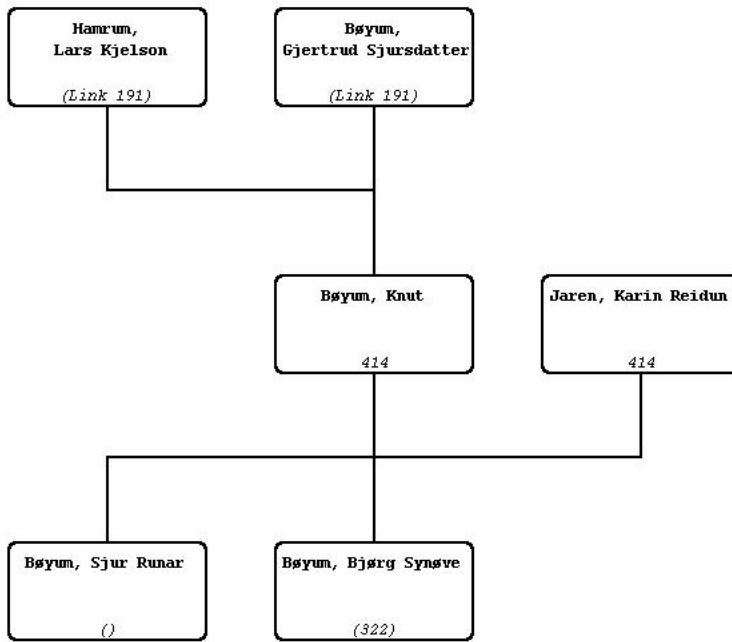 Hamrum,
Lars Kjelson
(Link 191)
Bøyum,
Gjertrud Sjursdatter
(Link 191)
Bøyum, Knut
414
Jaren, Karin Reidun
414
Bøyum, Sjur Runar
()
Bøyum, Bjørg Synøve
(322)